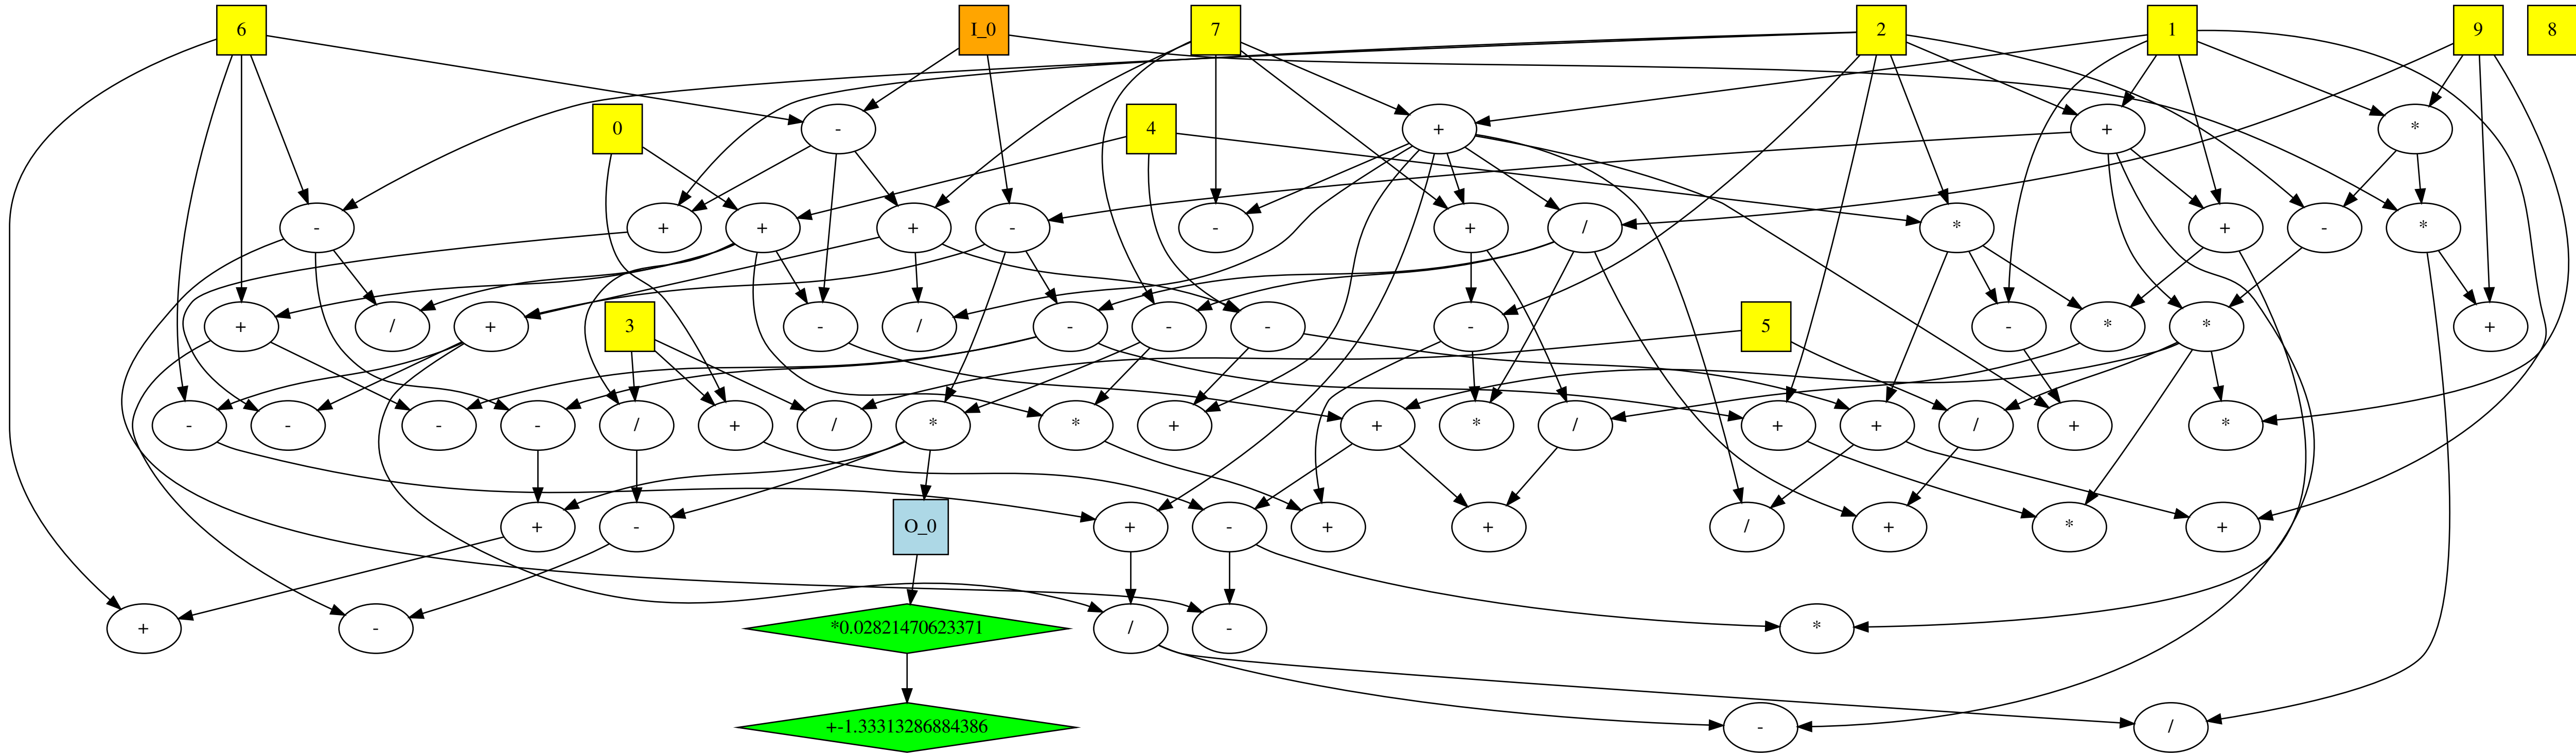 6 I_0 7 2 1 9 8
0 - 4 + + *
- + + + - - + / * + - *
+ / + 3 - / - - - - 5 - * * +
- - - - / + / * * + + * / + + / + *
+ - O_0 + - + + / + * +
+ - *0.02821470623371 / - *
+-1.33313286884386 - /